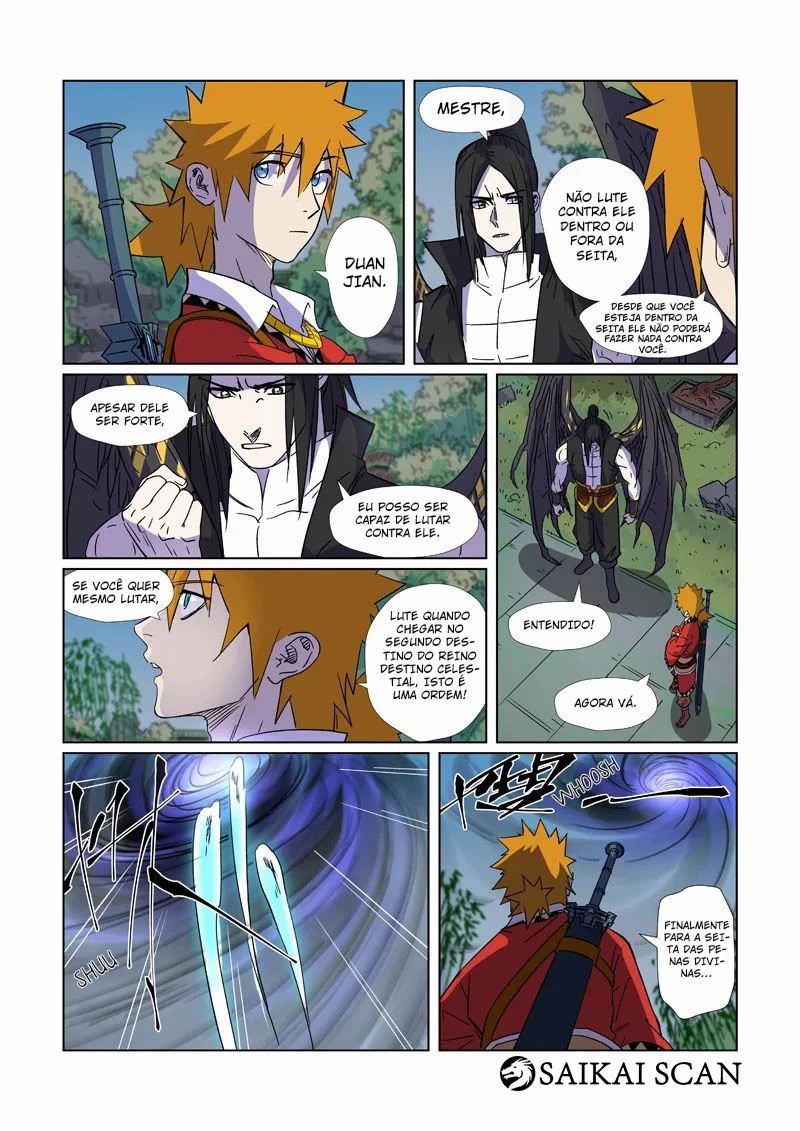 DUAN
JIAN.
MESTRE,
NÃO LUTE
CONTRA ELE
DENTRO OU
FORA DA
SEITA,
DESDE QUE VOCÊ
ESTEJA DENTRO DA
SEITA ELE NÃO PODERÁ
FAZER NADA CONTRA
VOCÊ.
APESAR DELE
SER FORTE,
EU POSSO SER
CAPAZ DE LUTAR
CONTRA ELE.
SE VOCÊ QUER
MESMO LUTAR,
LUTE QUANDO
CHEGAR NO
SEGUNDO DES-
TINO DO REINO
DESTINO CELES-
TIAL, ISTO É
UMA ORDEM!
ENTENDIDO!
AGORA VÁ.
SHUU
WHOOSH
FINALMENTE
PARA A SEI-
TA DAS PE-
NAS DIVI-
NAS...
SAIKAI SCAN